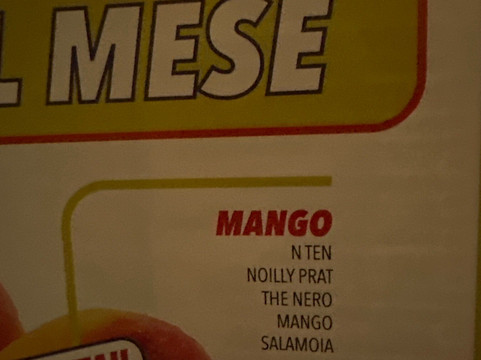 L MESE
MANGO
N TEN
NOILLY PRAT
THE NERO
MANGO
SALAMOIA